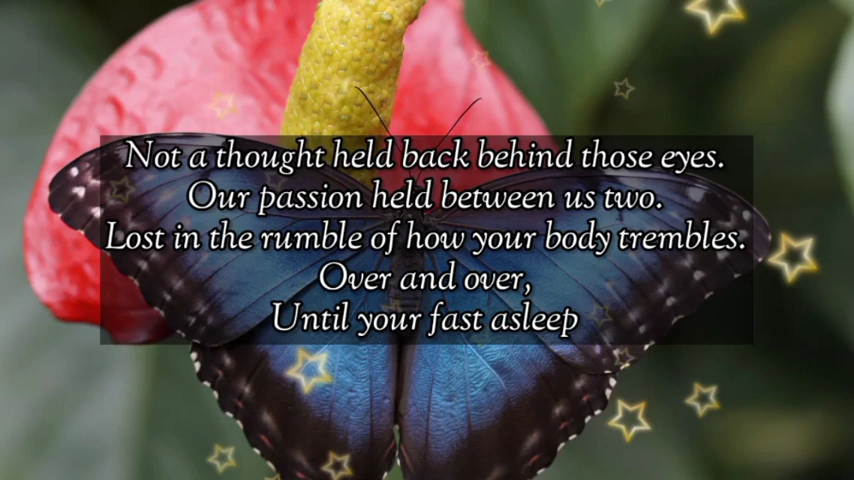 Not a thought held back behind those eyes.
Our passion held between us two.
Lost in the rumble of how your body trembles.
Over and over,
Until your fast asleep